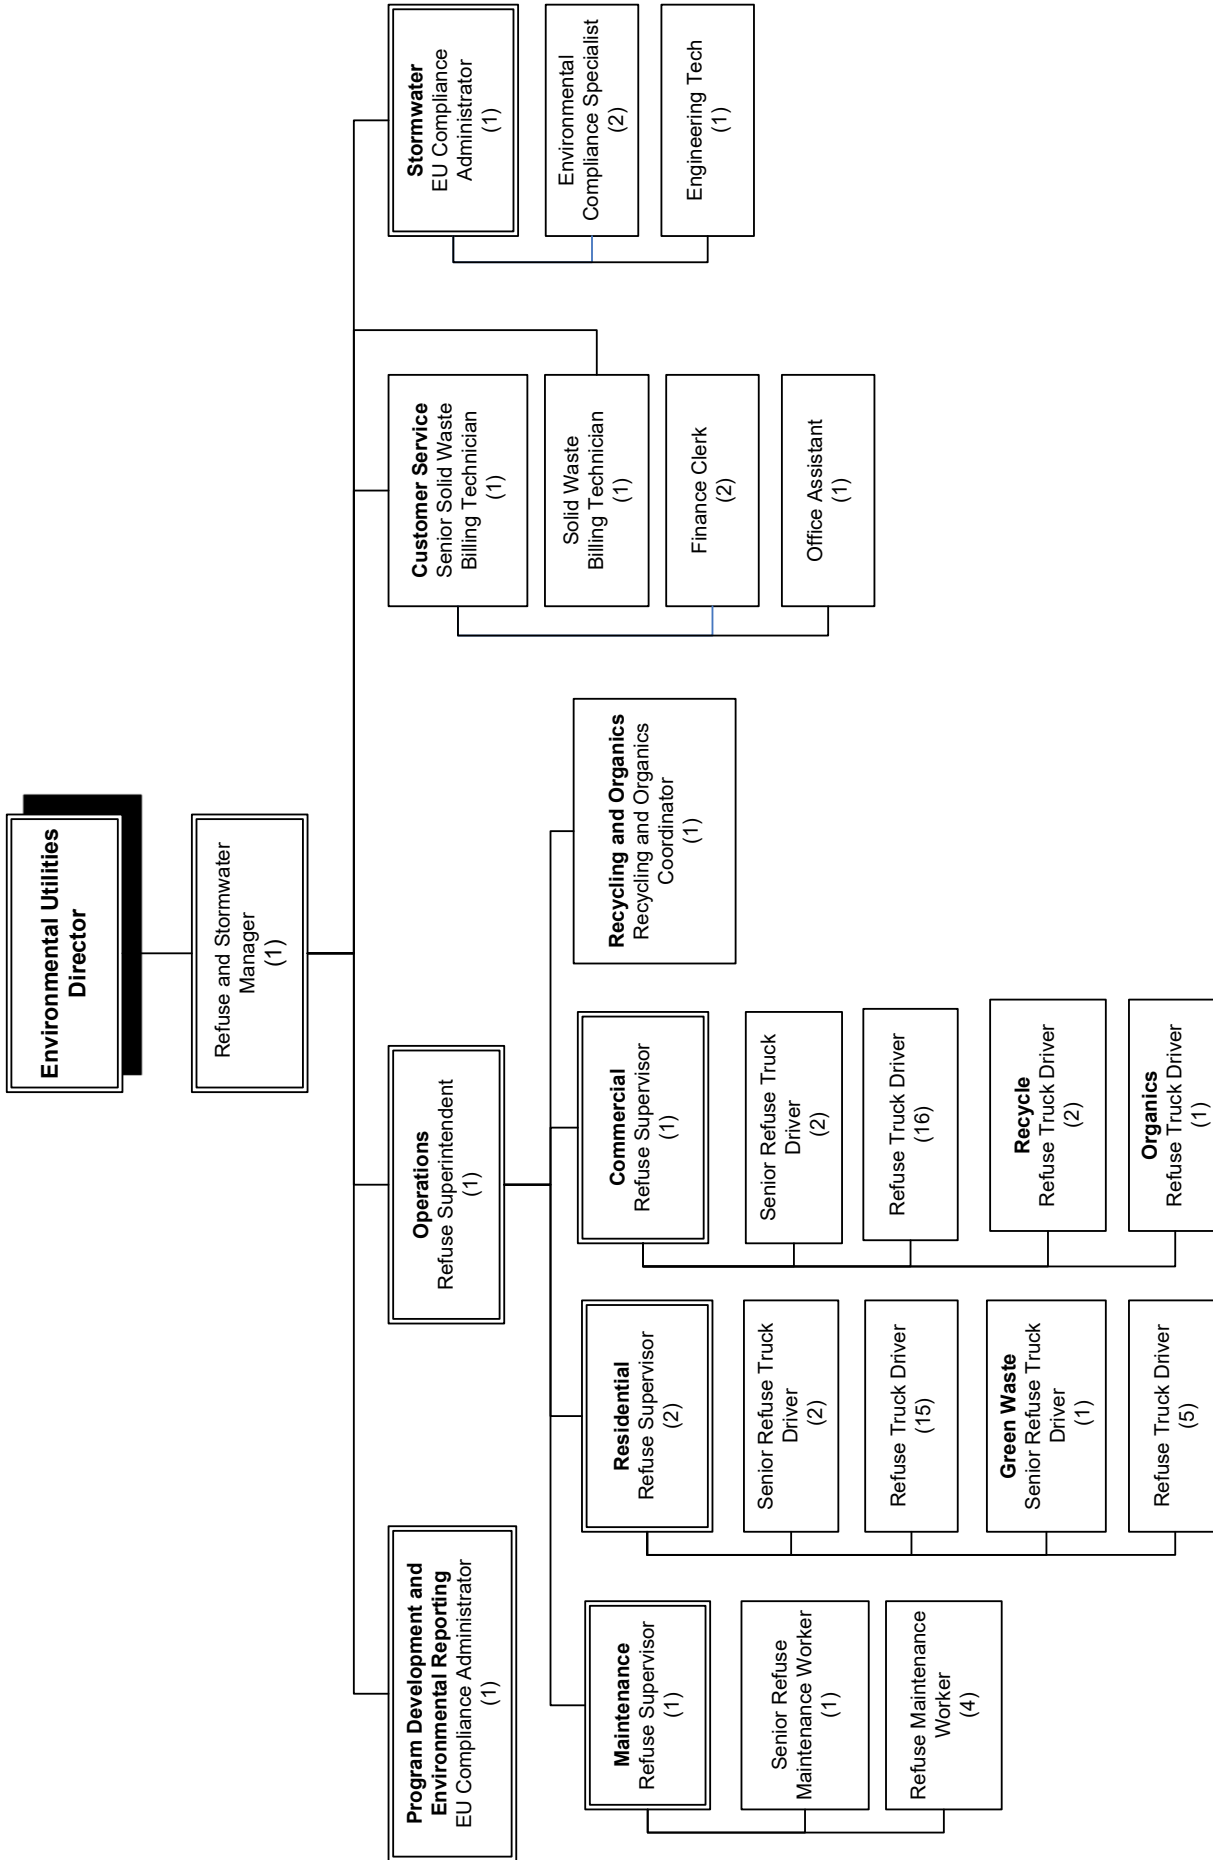 Environmental Utilities
Director
Refuse and Stormwater
Manager
(1)
Program Development and
Environmental Reporting
EU Compliance Administrator
(1)
Operations
Refuse Superintendent
(1)
Customer Service
Senior Solid Waste
Billing Technician
(1)
Stormwater
EU Compliance
Administrator
(1)
Solid Waste
Billing Technician
(1)
Finance Clerk
(2)
Office Assistant
(1)
Environmental
Compliance Specialist
(2)
Engineering Tech
(1)
Maintenance
Refuse Supervisor
(1)
Senior Refuse
Maintenance Worker
(1)
Refuse Maintenance
Worker
(4)
Residential
Refuse Supervisor
(2)
Senior Refuse Truck
Driver
(2)
Refuse Truck Driver
(15)
Green Waste
Senior Refuse Truck
Driver
(1)
Refuse Truck Driver
(5)
Commercial
Refuse Supervisor
(1)
Senior Refuse Truck
Driver
(2)
Refuse Truck Driver
(16)
Recycle
Refuse Truck Driver
(2)
Organics
Refuse Truck Driver
(1)
Recycling and Organics
Recycling and Organics
Coordinator
(1)